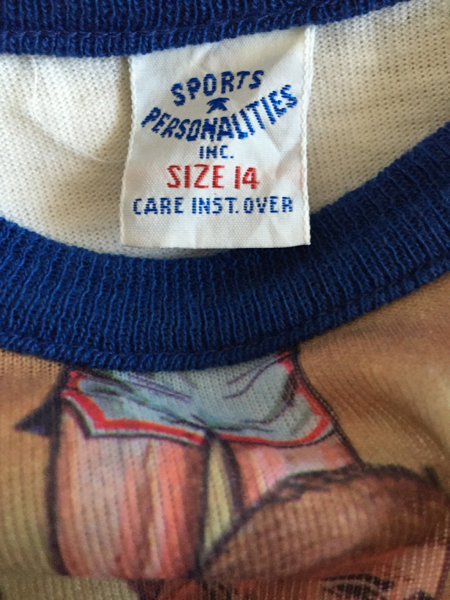 SPORTS
PERSONALITIES
INC.
SIZE 14
CARE INST. OVER